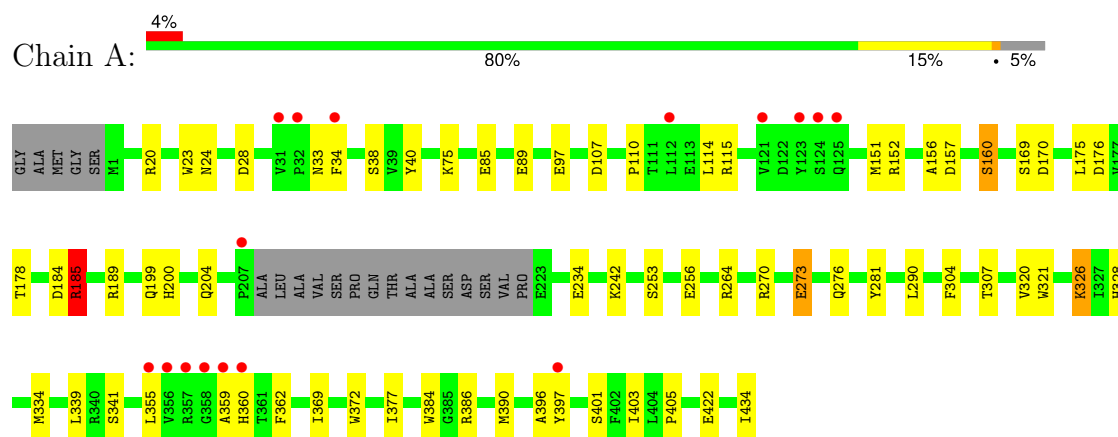 4%
Chain A:
80% 15% • 5%
GLY ALA MET GLY SER M1 R20 W23 N24 D28 V31 P32 N33 F34 S38 V39 Y40 K75 E85 E89 E97 D107 P110 T111 L112 E113 L114 R115 V121 D122 Y123 S124 Q125 M151 R152 A156 D157 S160 S169 D170 L175 D176 V177
T178 D184 R185 R189 Q199 H200 Q204 P207 ALA LEU ALA VAL SER PRO GLN THR ALA ALA SER ASP SER VAL PRO E223 E234 K242 S253 E256 R264 R270 E273 Q276 Y281 L290 F304 T307 V320 W321 K326 I327 H328
M334 L339 R340 S341 L355 V356 R357 G358 A359 H360 T361 F362 I369 W372 I377 W384 G385 R386 M390 A396 Y397 S401 F402 I403 L404 P405 E422 I434